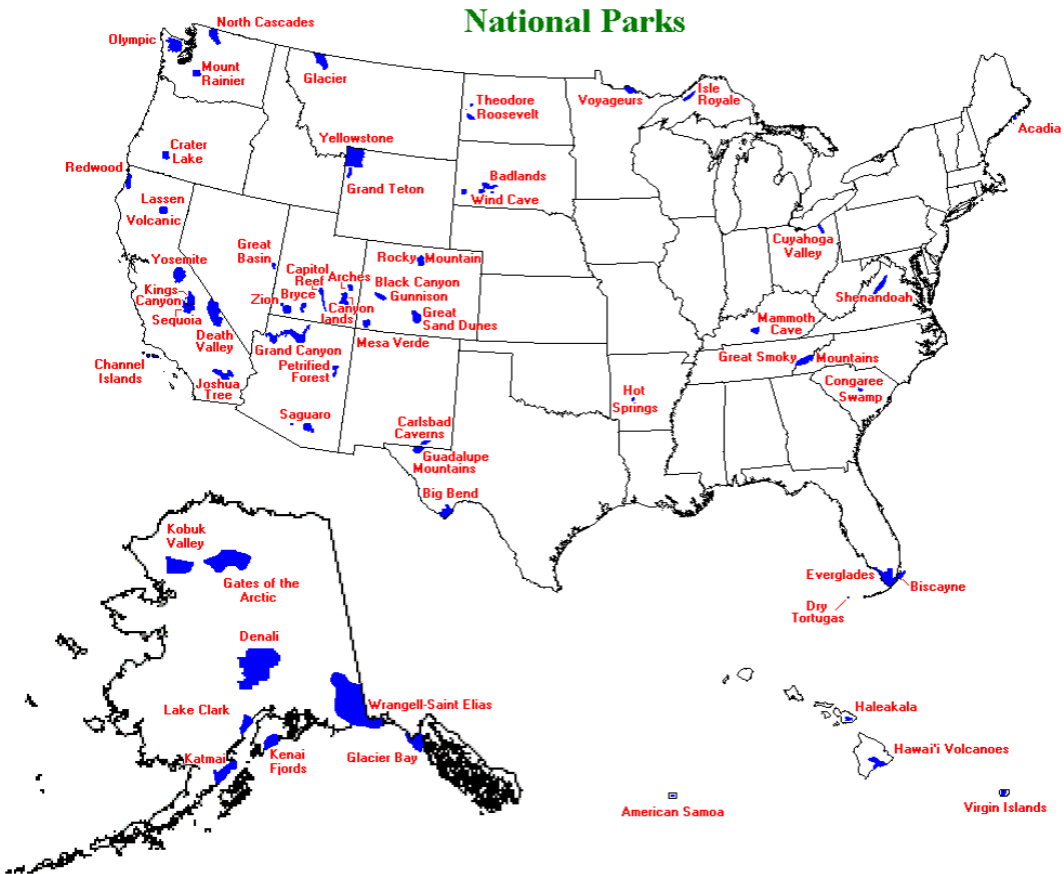 National Parks
North Cascades
Olympic
Mount
Rainier
Glacier
Theodore
Roosevelt
Voyageurs
Isle
Royale
Acadia
Yellowstone
Crater
Lake
Redwood
Grand Teton
Badlands
Wind Cave
Lassen
Volcanic
Cuyahoga
Valley
Great
Basin
Rocky Mountain
Yosemite
Capitol
Reef
Arches
Black Canyon
Gunnison
Kings
Canyon
Sequoia
Zion
Bryce
Canyon
lands
Great
Sand Dunes
Shenandoah
Mammoth
Cave
Death
Valley
Grand Canyon
Mesa Verde
Great Smoky Mountains
Channel
Islands
Joshua
Tree
Petrified
Forest
Hot
Springs
Congaree
Swamp
Saguaro
Carlsbad
Caverns
Guadalupe
Mountains
Big Bend
Kobuk
Valley
Gates of the
Arctic
Everglades
Biscayne
Dry
Tortugas
Denali
Lake Clark
Wrangell-Saint Elias
Haleakala
Katmai
Kenai
Fjords
Glacier Bay
Hawai'i Volcanoes
American Samoa
Virgin Islands